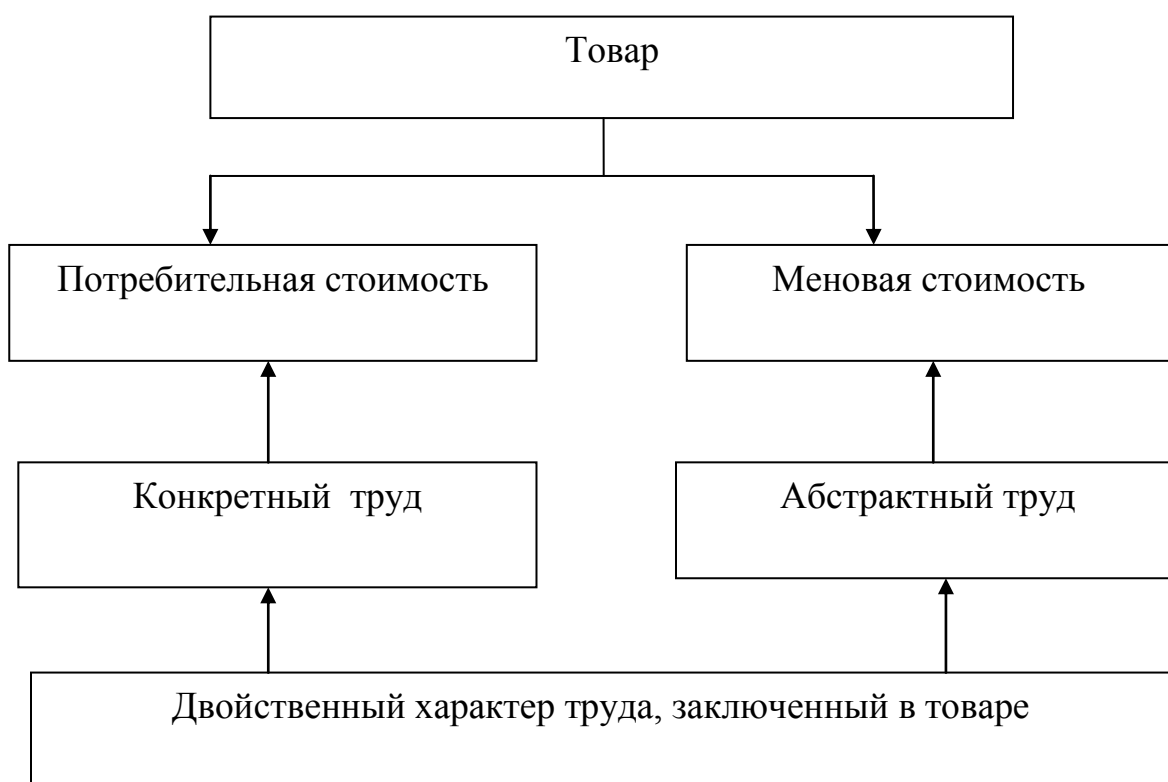 Товар
Потребительная стоимость
Меновая стоимость
Конкретный труд
Абстрактный труд
Двойственный характер труда, заключенный в товаре